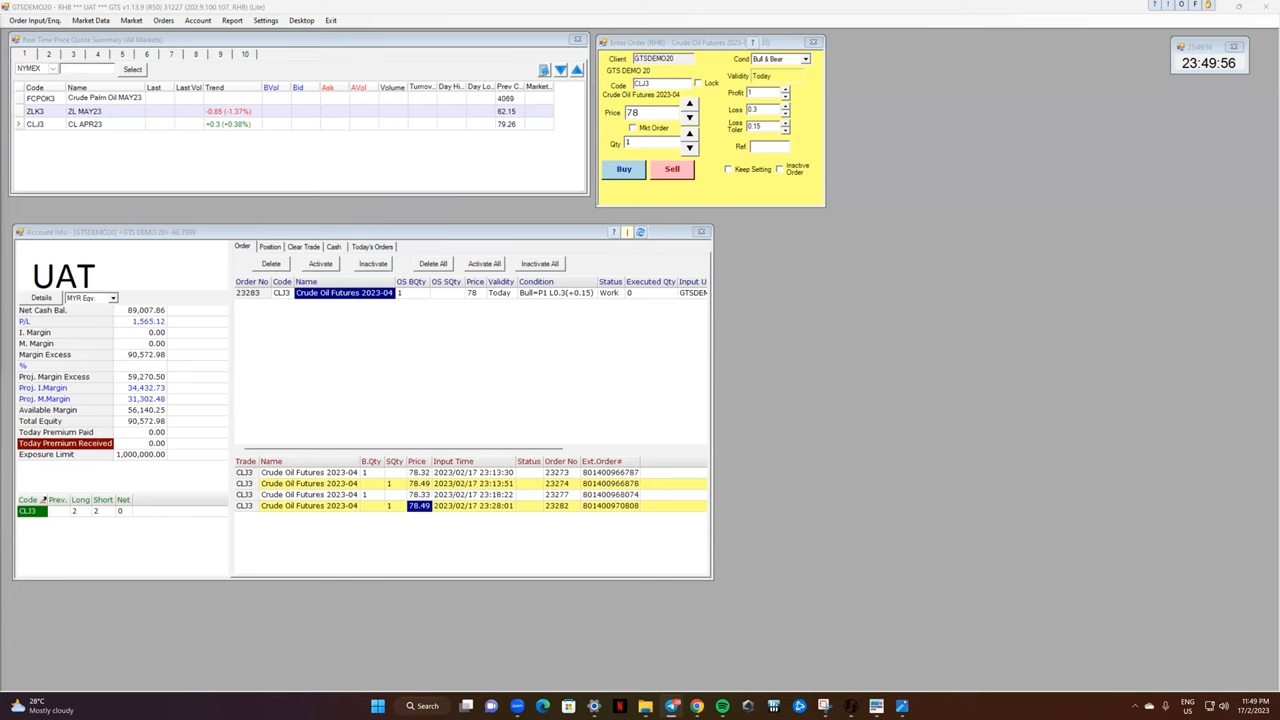 GTSDEMO20 - RHB *** UAT *** GTS v1.13.9 (RO5) 31227 (202.9.100.107, RHB) (Lite)
Order Input/Enq. Market Data Market Orders Account Report Settings Desktop Exit
Real Time Price Quote Summary (All Markets)
1 2 3 4 5 6 7 8 9 10
NYMEX Select
Code Name Last Last Vol Trend BVol Bid Ask AVol Volume Turnov... Day Hi... Day Lo... Prev C... Market...
FCPOK3 Crude Palm Oil MAY23 4069
ZLK3 ZL MAY23 -0.85 (-1.37%) 62.15
CLJ3 CL APR23 +0.3 (+0.38%) 79.26
Enter Order (RHB) - Crude Oil Futures 2023-
Client GTSDEMO20 Cond Bull & Bear
GTS DEMO 20 Validity Today
Code CLJ3 Lock Profit 1
Crude Oil Futures 2023-04
Price 78 Loss 0.3
Mkt Order Loss Toler 0.15
Qty 1 Ref.
Buy Sell Keep Setting Inactive Order
23:49:56
23:49:56
Account Info - [GTSDEMO20] <GTS DEMO 20> AE:T999
UAT
Details MYR Eqv.
Net Cash Bal. 89,007.86
P/L 1,565.12
I. Margin 0.00
M. Margin 0.00
Margin Excess 90,572.98
%
Proj. Margin Excess 59,270.50
Proj. I.Margin 34,432.73
Proj. M.Margin 31,302.48
Available Margin 56,140.25
Total Equity 90,572.98
Today Premium Paid 0.00
Today Premium Received 0.00
Exposure Limit 1,000,000.00
Code Prev. Long Short Net
CLJ3 2 2 0
Order Position Clear Trade Cash Today's Orders
Delete Activate Inactivate Delete All Activate All Inactivate All
Order No Code Name OS BQty OS SQty Price Validity Condition Status Executed Qty Input U
23283 CLJ3 Crude Oil Futures 2023-04 1 78 Today Bull=P1 L0.3(+0.15) Work 0 GTSDEM
Trade Name B.Qty SQty Price Input Time Status Order No Ext.Order#
CLJ3 Crude Oil Futures 2023-04 1 78.32 2023/02/17 23:13:30 23273 801400966787
CLJ3 Crude Oil Futures 2023-04 1 78.49 2023/02/17 23:13:51 23274 801400966878
CLJ3 Crude Oil Futures 2023-04 1 78.33 2023/02/17 23:18:22 23277 801400968074
CLJ3 Crude Oil Futures 2023-04 1 78.49 2023/02/17 23:28:01 23282 801400970808
28°C
Mostly cloudy
Search
ENG
US
11:49 PM
17/2/2023